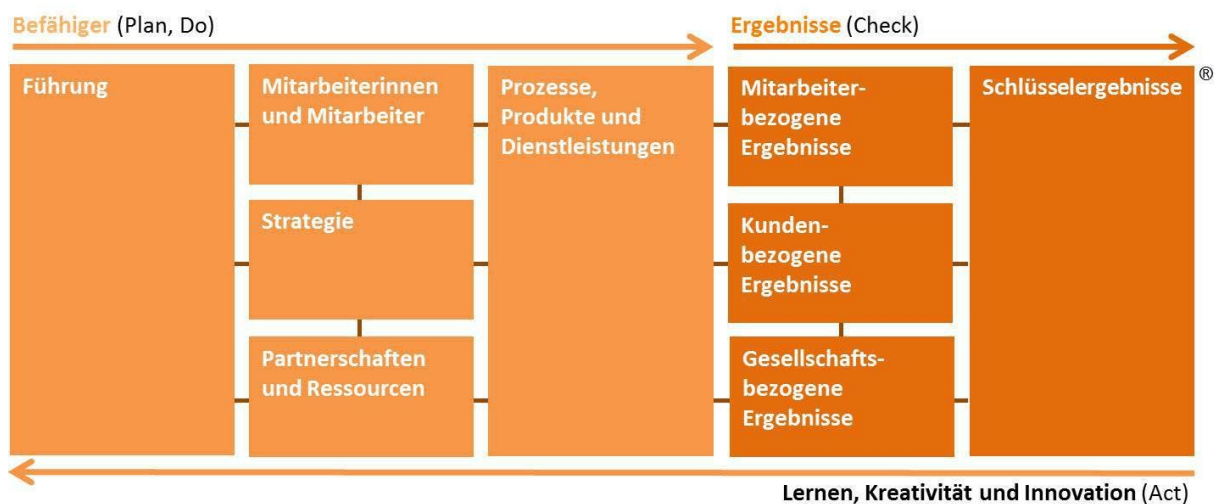 Befähiger (Plan, Do)
Ergebnisse (Check)
Führung
Mitarbeiterinnen
und Mitarbeiter
Strategie
Partnerschaften
und Ressourcen
Prozesse,
Produkte und
Dienstleistungen
Mitarbeiter-
bezogene
Ergebnisse
Kunden-
bezogene
Ergebnisse
Gesellschafts-
bezogene
Ergebnisse
Schlüsselergebnisse
®
Lernen, Kreativität und Innovation (Act)